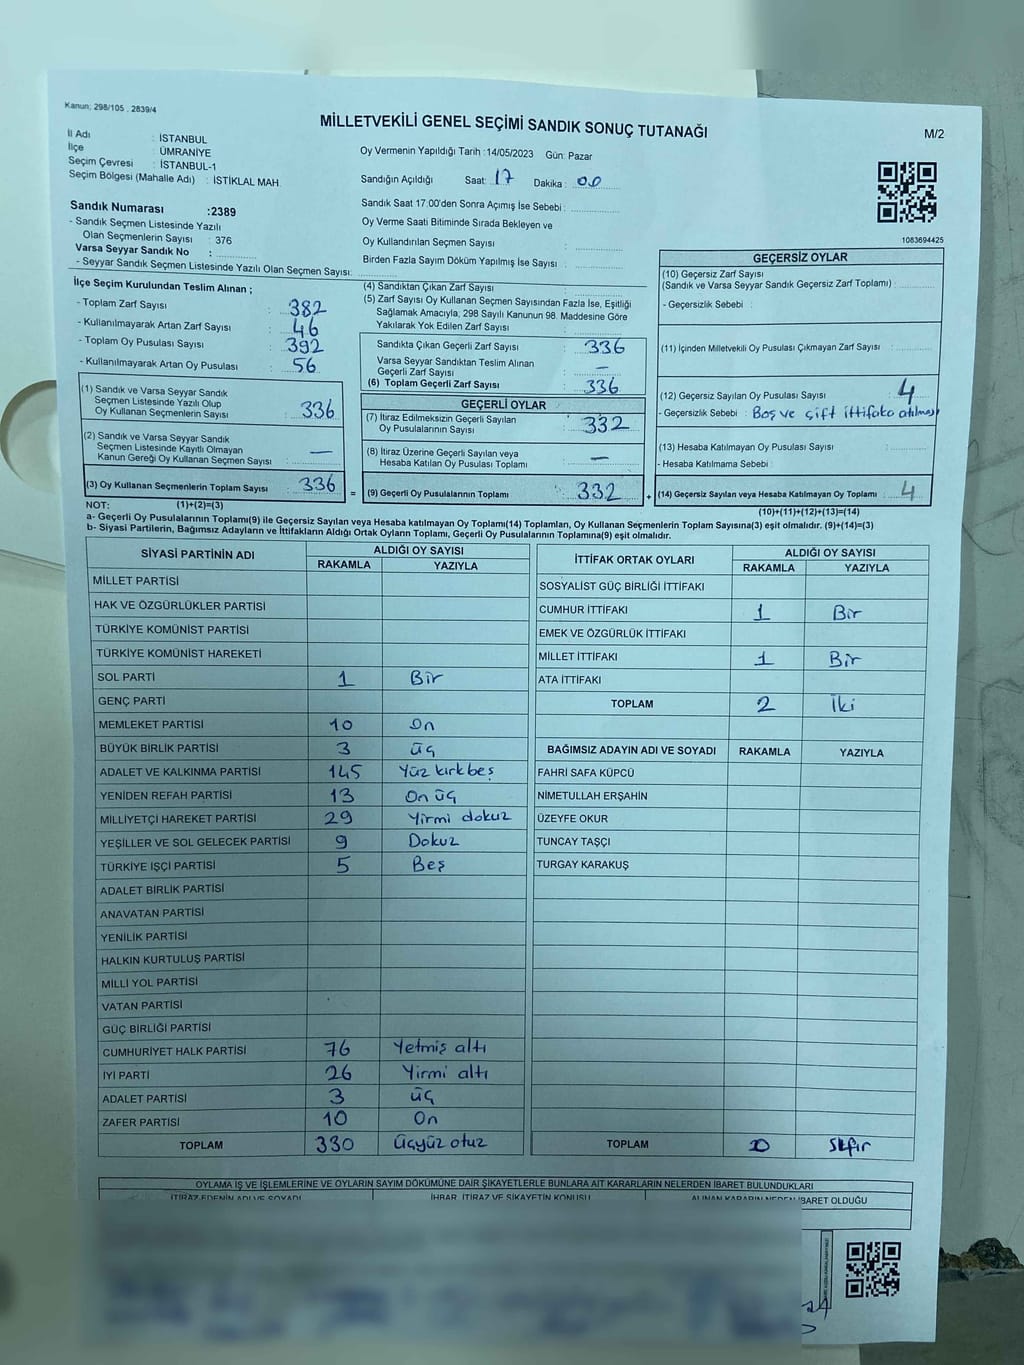 Kanun; 298/105 . 2839/4
MİLLETVEKİLİ GENEL SEÇİMİ SANDIK SONUÇ TUTANAĞI
M/2
İl Adı : İSTANBUL
İlçe : ÜMRANİYE
Seçim Çevresi : İSTANBUL-1
Seçim Bölgesi (Mahalle Adı) : İSTİKLAL MAH.
Oy Vermenin Yapıldığı Tarih :14/05/2023 Gün: Pazar
Sandığın Açıldığı Saat: 17 Dakika : 00
Sandık Saat 17.00'den Sonra Açımış İse Sebebi :
Oy Verme Saati Bitiminde Sırada Bekleyen ve
Oy Kullandırılan Seçmen Sayısı :
Birden Fazla Sayım Döküm Yapılmış İse Sayısı :
Sandık Numarası :2389
- Sandık Seçmen Listesinde Yazılı
Olan Seçmenlerin Sayısı : 376
Varsa Seyyar Sandık No :
- Seyyar Sandık Seçmen Listesinde Yazılı Olan Seçmen Sayısı:
1083694425
İlçe Seçim Kurulundan Teslim Alınan ;
- Toplam Zarf Sayısı : 382
- Kullanılmayarak Artan Zarf Sayısı : 46
- Toplam Oy Pusulası Sayısı : 392
- Kullanılmayarak Artan Oy Pusulası : 56
(1) Sandık ve Varsa Seyyar Sandık
Seçmen Listesinde Yazılı Olup
Oy Kullanan Seçmenlerin Sayısı : 336
(2) Sandık ve Varsa Seyyar Sandık
Seçmen Listesinde Kayıtlı Olmayan
Kanun Gereği Oy Kullanan Seçmen Sayısı : —
(3) Oy Kullanan Seçmenlerin Toplam Sayısı : 336
(4) Sandıktan Çıkan Zarf Sayısı :
(5) Zarf Sayısı Oy Kullanan Seçmen Sayısından Fazla İse, Eşitliği
Sağlamak Amacıyla, 298 Sayılı Kanunun 98. Maddesine Göre
Yakılarak Yok Edilen Zarf Sayısı :
Sandıkta Çıkan Geçerli Zarf Sayısı : 336
Varsa Seyyar Sandıktan Teslim Alınan
Geçerli Zarf Sayısı : —
(6) Toplam Geçerli Zarf Sayısı : 336
GEÇERLİ OYLAR
(7) İtiraz Edilmeksizin Geçerli Sayılan
Oy Pusulalarının Sayısı : 332
(8) İtiraz Üzerine Geçerli Sayılan veya
Hesaba Katılan Oy Pusulası Toplamı : —
= (9) Geçerli Oy Pusulalarının Toplamı : 332
GEÇERSİZ OYLAR
(10) Geçersiz Zarf Sayısı
(Sandık ve Varsa Seyyar Sandık Geçersiz Zarf Toplamı) :
- Geçersizlik Sebebi :
(11) İçinden Milletvekili Oy Pusulası Çıkmayan Zarf Sayısı :
(12) Geçersiz Sayılan Oy Pusulası Sayısı : 4
- Geçersizlik Sebebi : Boş ve çift ittifaka atılması
(13) Hesaba Katılmayan Oy Pusulası Sayısı :
- Hesaba Katılmama Sebebi :
+ (14) Geçersiz Sayılan veya Hesaba Katılmayan Oy Toplamı : 4
NOT: (1)+(2)=(3)
(10)+(11)+(12)+(13)=(14)
a- Geçerli Oy Pusulalarının Toplamı(9) ile Geçersiz Sayılan veya Hesaba katılmayan Oy Toplamı(14) Toplamları, Oy Kullanan Seçmenlerin Toplam Sayısına(3) eşit olmalıdır. (9)+(14)=(3)
b- Siyasi Partilerin, Bağımsız Adayların ve İttifakların Aldığı Ortak Oyların Toplamı, Geçerli Oy Pusulalarının Toplamına(9) eşit olmalıdır.
SİYASİ PARTİNİN ADI ALDIĞI OY SAYISI
RAKAMLA YAZIYLA
MİLLET PARTİSİ
HAK VE ÖZGÜRLÜKLER PARTİSİ
TÜRKİYE KOMÜNİST PARTİSİ
TÜRKİYE KOMÜNİST HAREKETİ
SOL PARTİ 1 Bir
GENÇ PARTİ
MEMLEKET PARTİSİ 10 On
BÜYÜK BİRLİK PARTİSİ 3 üç
ADALET VE KALKINMA PARTİSİ 145 Yüz kırkbeş
YENİDEN REFAH PARTİSİ 13 On üç
MİLLİYETÇİ HAREKET PARTİSİ 29 Yirmi dokuz
YEŞİLLER VE SOL GELECEK PARTİSİ 9 Dokuz
TÜRKİYE İŞÇİ PARTİSİ 5 Beş
ADALET BİRLİK PARTİSİ
ANAVATAN PARTİSİ
YENİLİK PARTİSİ
HALKIN KURTULUŞ PARTİSİ
MİLLİ YOL PARTİSİ
VATAN PARTİSİ
GÜÇ BİRLİĞİ PARTİSİ
CUMHURİYET HALK PARTİSİ 76 Yetmiş altı
İYİ PARTİ 26 Yirmi altı
ADALET PARTİSİ 3 üç
ZAFER PARTİSİ 10 On
TOPLAM 330 Üçyüz otuz
İTTİFAK ORTAK OYLARI ALDIĞI OY SAYISI
RAKAMLA YAZIYLA
SOSYALİST GÜÇ BİRLİĞİ İTTİFAKI
CUMHUR İTTİFAKI 1 Bir
EMEK VE ÖZGÜRLÜK İTTİFAKI
MİLLET İTTİFAKI 1 Bir
ATA İTTİFAKI
TOPLAM 2 İki
BAĞIMSIZ ADAYIN ADI VE SOYADI RAKAMLA YAZIYLA
FAHRİ SAFA KÜPCÜ
NİMETULLAH ERŞAHİN
ÜZEYFE OKUR
TUNCAY TAŞÇI
TURGAY KARAKUŞ
TOPLAM 0 Sıfır
OYLAMA İŞ VE İŞLEMLERİNE VE OYLARIN SAYIM DÖKÜMÜNE DAİR ŞİKAYETLERLE BUNLARA AİT KARARLARIN NELERDEN İBARET BULUNDUKLARI
İTİRAZ EDENİN ADI VE SOYADI İHBAR, İTİRAZ VE ŞİKAYETİN KONUSU ALINAN KARARIN NEDEN İBARET OLDUĞU